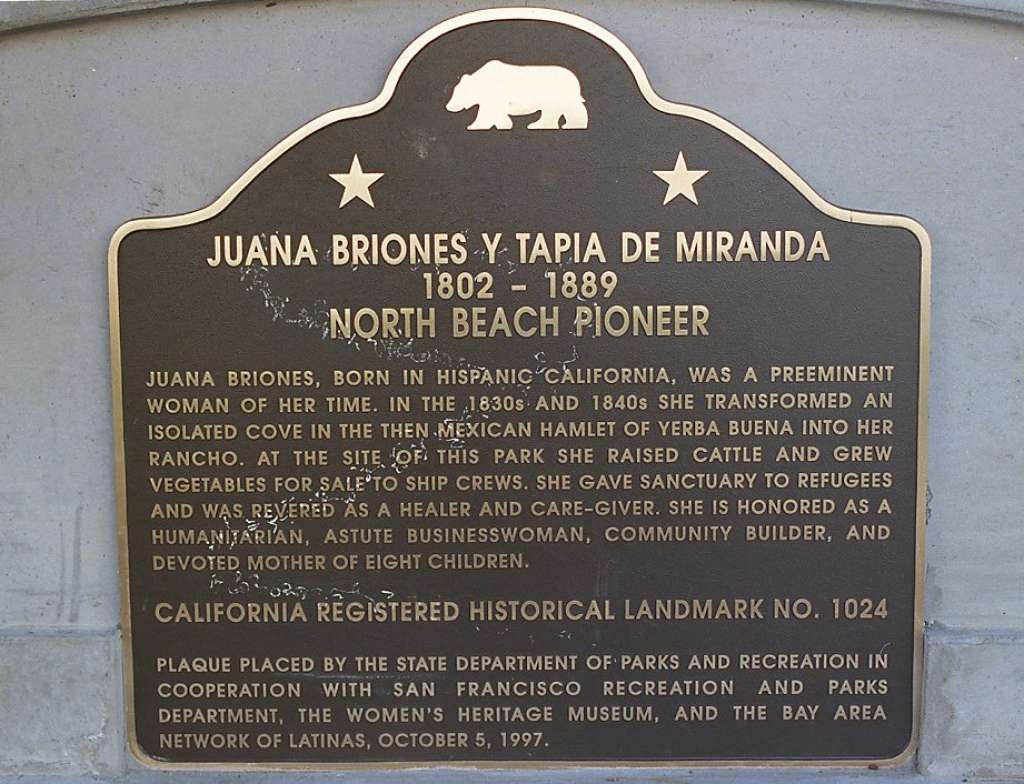 JUANA BRIONES Y TAPIA DE MIRANDA
1802 – 1889
NORTH BEACH PIONEER
JUANA BRIONES, BORN IN HISPANIC CALIFORNIA, WAS A PREEMINENT
WOMAN OF HER TIME. IN THE 1830s AND 1840s SHE TRANSFORMED AN
ISOLATED COVE IN THE THEN MEXICAN HAMLET OF YERBA BUENA INTO HER
RANCHO. AT THE SITE OF THIS PARK SHE RAISED CATTLE AND GREW
VEGETABLES FOR SALE TO SHIP CREWS. SHE GAVE SANCTUARY TO REFUGEES
AND WAS REVERED AS A HEALER AND CARE-GIVER. SHE IS HONORED AS A
HUMANITARIAN, ASTUTE BUSINESSWOMAN, COMMUNITY BUILDER, AND
DEVOTED MOTHER OF EIGHT CHILDREN.
CALIFORNIA REGISTERED HISTORICAL LANDMARK NO. 1024
PLAQUE PLACED BY THE STATE DEPARTMENT OF PARKS AND RECREATION IN
COOPERATION WITH SAN FRANCISCO RECREATION AND PARKS
DEPARTMENT, THE WOMEN'S HERITAGE MUSEUM, AND THE BAY AREA
NETWORK OF LATINAS, OCTOBER 5, 1997.